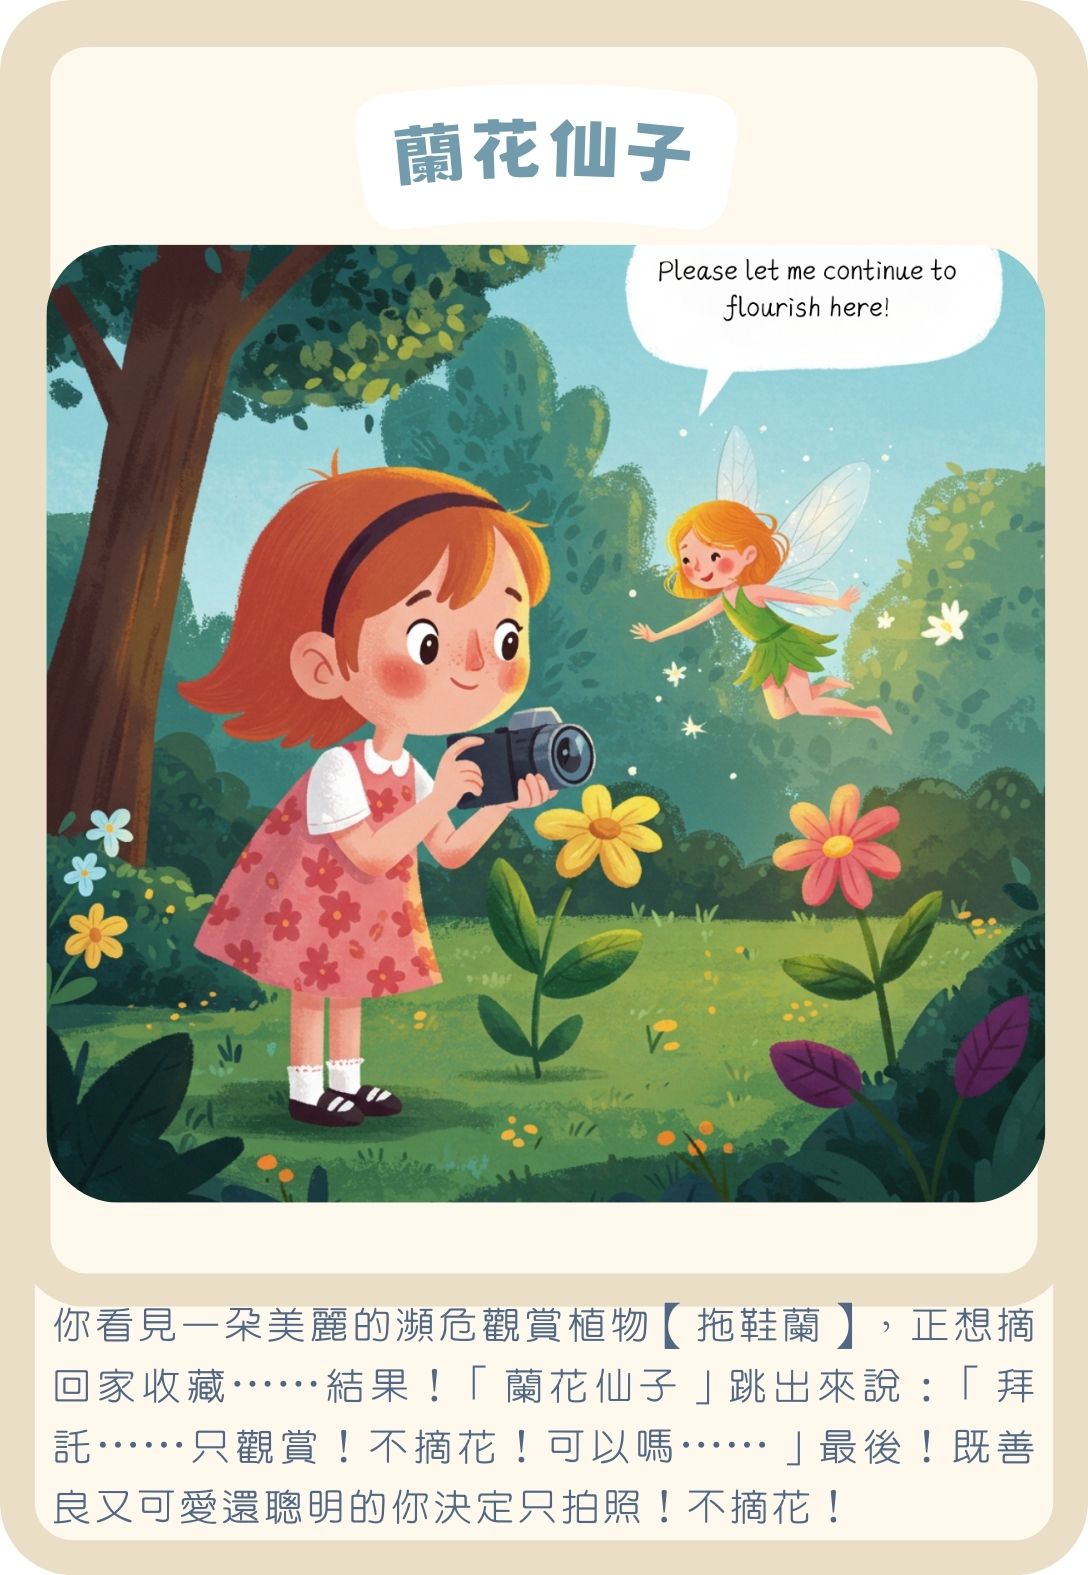 蘭花仙子
Please let me continue to
flourish here!
你看見一朵美麗的瀕危觀賞植物【拖鞋蘭】，正想摘
回家收藏……結果！「蘭花仙子」跳出來說：「拜
託……只觀賞！不摘花！可以嗎……」最後！既善
良又可愛還聰明的你決定只拍照！不摘花！